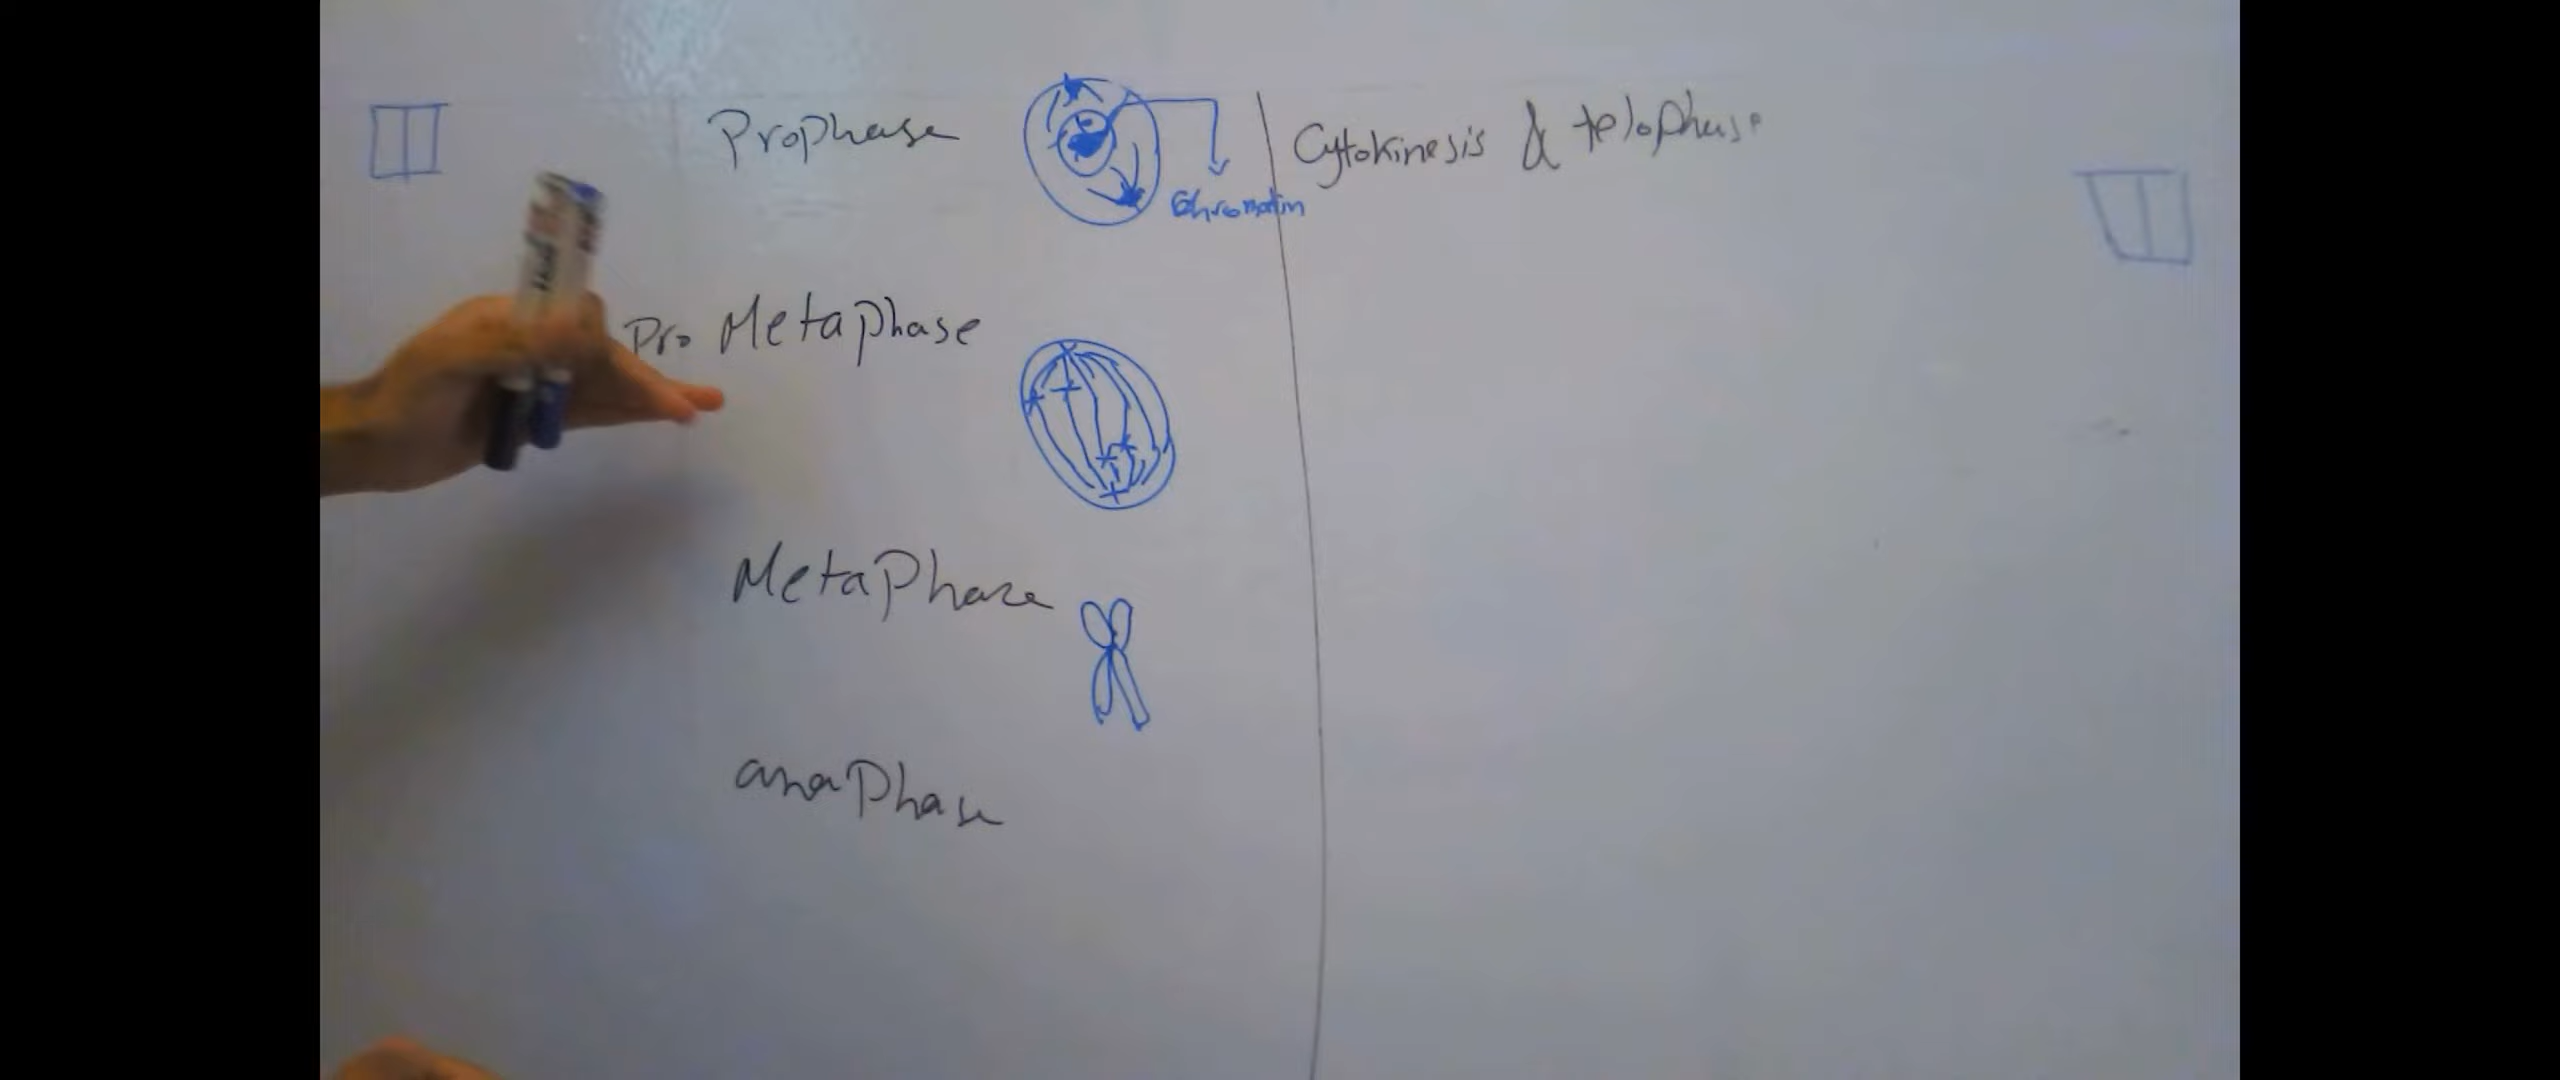 Prophase
Chromatin
Pro Metaphase
Metaphase
anaphase
Cytokinesis & telophase